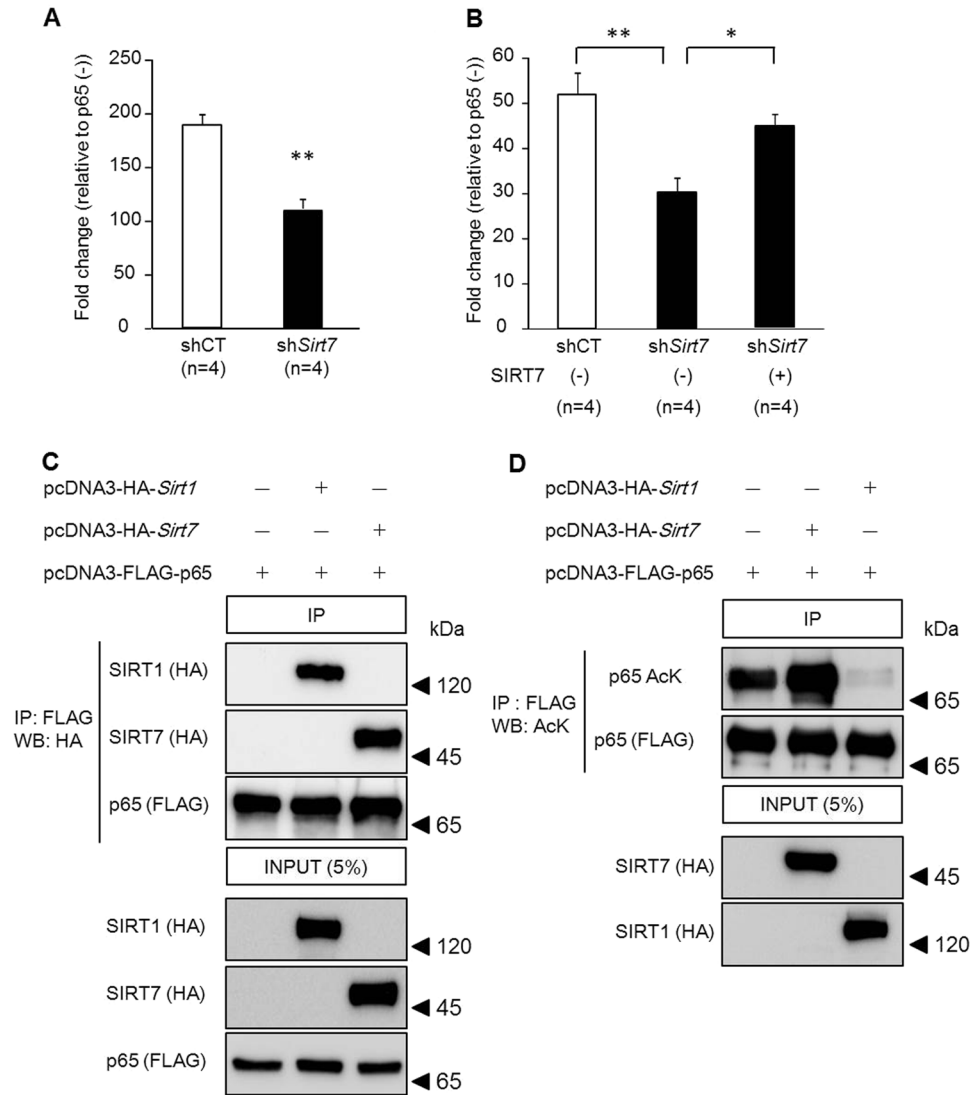 A
Fold change (relative to p65 (-))
250
200
150
100
50
0
**
shCT
(n=4)
shSirt7
(n=4)
B
Fold change (relative to p65 (-))
60
50
40
30
20
10
0
** *
shCT shSirt7 shSirt7
SIRT7 (-) (-) (+)
(n=4) (n=4) (n=4)
C
pcDNA3-HA-Sirt1 – + –
pcDNA3-HA-Sirt7 – – +
pcDNA3-FLAG-p65 + + +
IP
kDa
IP : FLAG
WB: HA
SIRT1 (HA) ◀ 120
SIRT7 (HA) ◀ 45
p65 (FLAG) ◀ 65
INPUT (5%)
SIRT1 (HA) ◀ 120
SIRT7 (HA) ◀ 45
p65 (FLAG) ◀ 65
D
pcDNA3-HA-Sirt1 – – +
pcDNA3-HA-Sirt7 – + –
pcDNA3-FLAG-p65 + + +
IP
kDa
IP : FLAG
WB: AcK
p65 AcK ◀ 65
p65 (FLAG) ◀ 65
INPUT (5%)
SIRT7 (HA) ◀ 45
SIRT1 (HA) ◀ 120